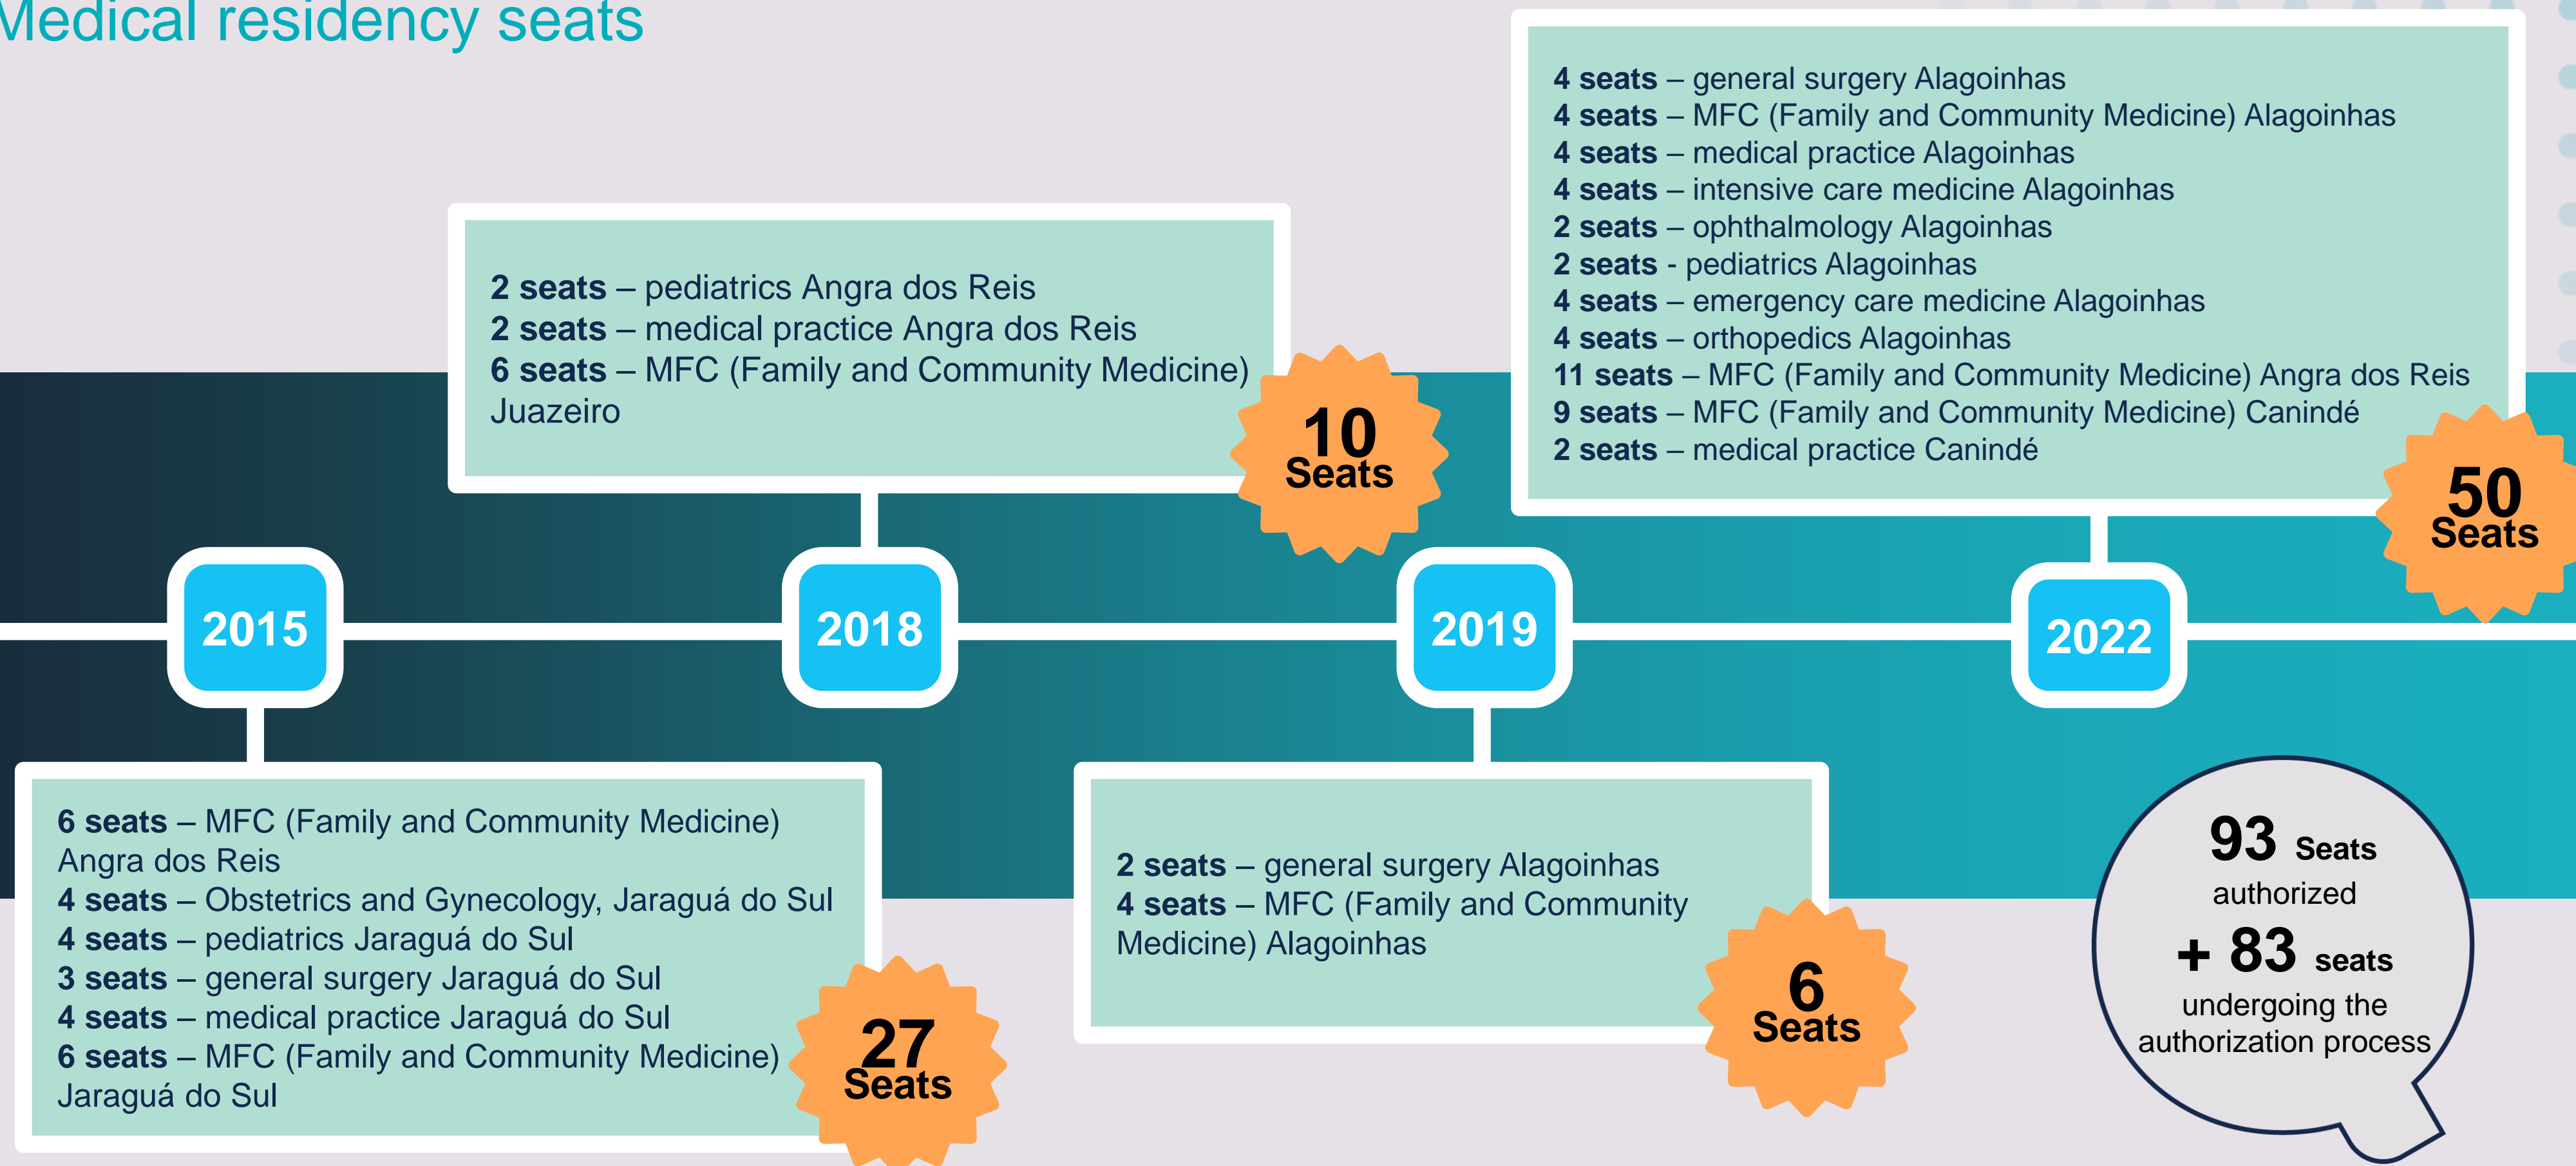 Medical residency seats
4 seats – general surgery Alagoinhas
4 seats – MFC (Family and Community Medicine) Alagoinhas
4 seats – medical practice Alagoinhas
4 seats – intensive care medicine Alagoinhas
2 seats – ophthalmology Alagoinhas
2 seats - pediatrics Alagoinhas
4 seats – emergency care medicine Alagoinhas
4 seats – orthopedics Alagoinhas
11 seats – MFC (Family and Community Medicine) Angra dos Reis
9 seats – MFC (Family and Community Medicine) Canindé
2 seats – medical practice Canindé
50
Seats
2 seats – pediatrics Angra dos Reis
2 seats – medical practice Angra dos Reis
6 seats – MFC (Family and Community Medicine)
Juazeiro
10
Seats
2015
2018
2019
2022
6 seats – MFC (Family and Community Medicine)
Angra dos Reis
4 seats – Obstetrics and Gynecology, Jaraguá do Sul
4 seats – pediatrics Jaraguá do Sul
3 seats – general surgery Jaraguá do Sul
4 seats – medical practice Jaraguá do Sul
6 seats – MFC (Family and Community Medicine)
Jaraguá do Sul
27
Seats
2 seats – general surgery Alagoinhas
4 seats – MFC (Family and Community
Medicine) Alagoinhas
6
Seats
93 Seats
authorized
+ 83 seats
undergoing the
authorization process